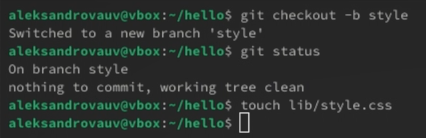 aleksandrovauv@vbox:~/hello$ git checkout -b style
Switched to a new branch 'style'
aleksandrovauv@vbox:~/hello$ git status
On branch style
nothing to commit, working tree clean
aleksandrovauv@vbox:~/hello$ touch lib/style.css
aleksandrovauv@vbox:~/hello$